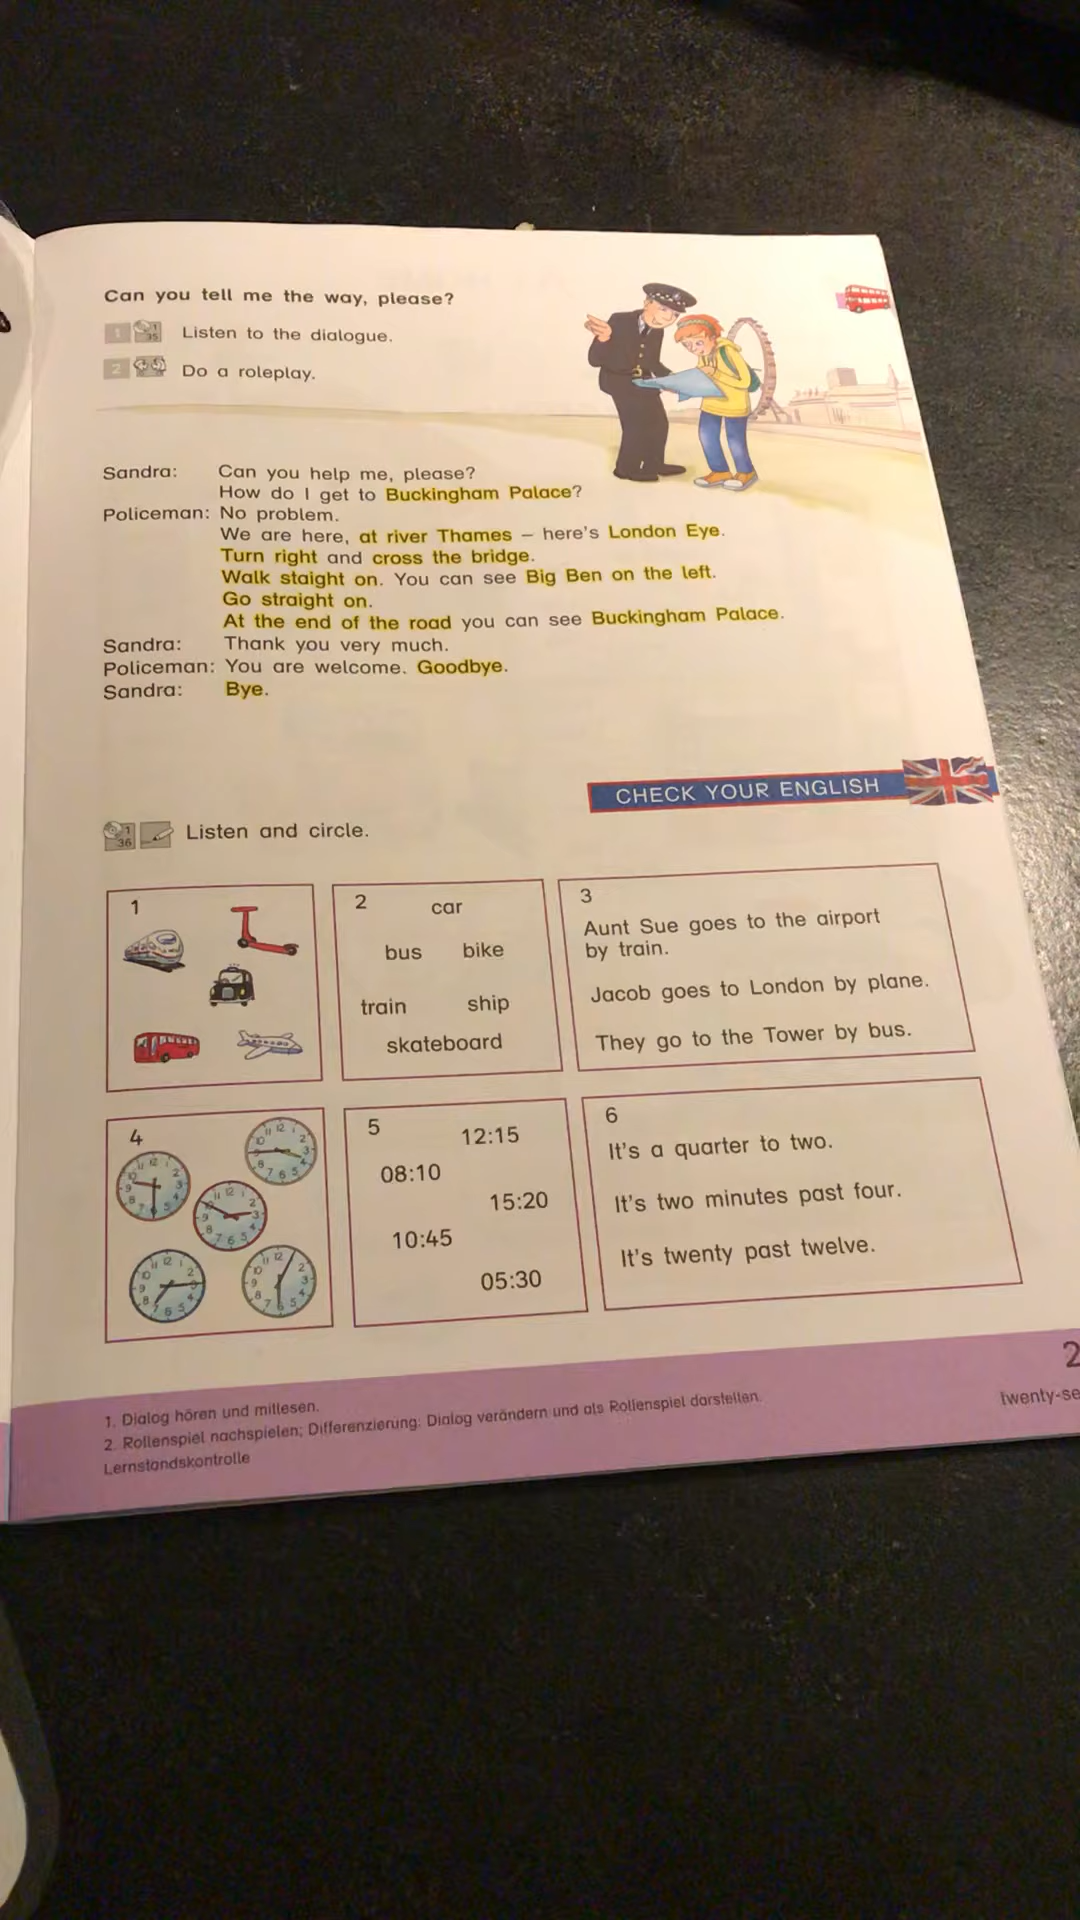 Can you tell me the way, please?
1 1 35 Listen to the dialogue.
2 Do a roleplay.
Sandra: Can you help me, please?
How do I get to Buckingham Palace?
Policeman: No problem.
We are here, at river Thames – here's London Eye.
Turn right and cross the bridge.
Walk staight on. You can see Big Ben on the left.
Go straight on.
At the end of the road you can see Buckingham Palace.
Sandra: Thank you very much.
Policeman: You are welcome. Goodbye.
Sandra: Bye.
CHECK YOUR ENGLISH
1 36 Listen and circle.
1
2
car
bus bike
train ship
skateboard
3
Aunt Sue goes to the airport
by train.
Jacob goes to London by plane.
They go to the Tower by bus.
4
5
12:15
08:10
15:20
10:45
05:30
6
It's a quarter to two.
It's two minutes past four.
It's twenty past twelve.
1. Dialog hören und mitlesen.
2. Rollenspiel nachspielen; Differenzierung: Dialog verändern und als Rollenspiel darstellen.
Lernstandskontrolle
2
twenty-se